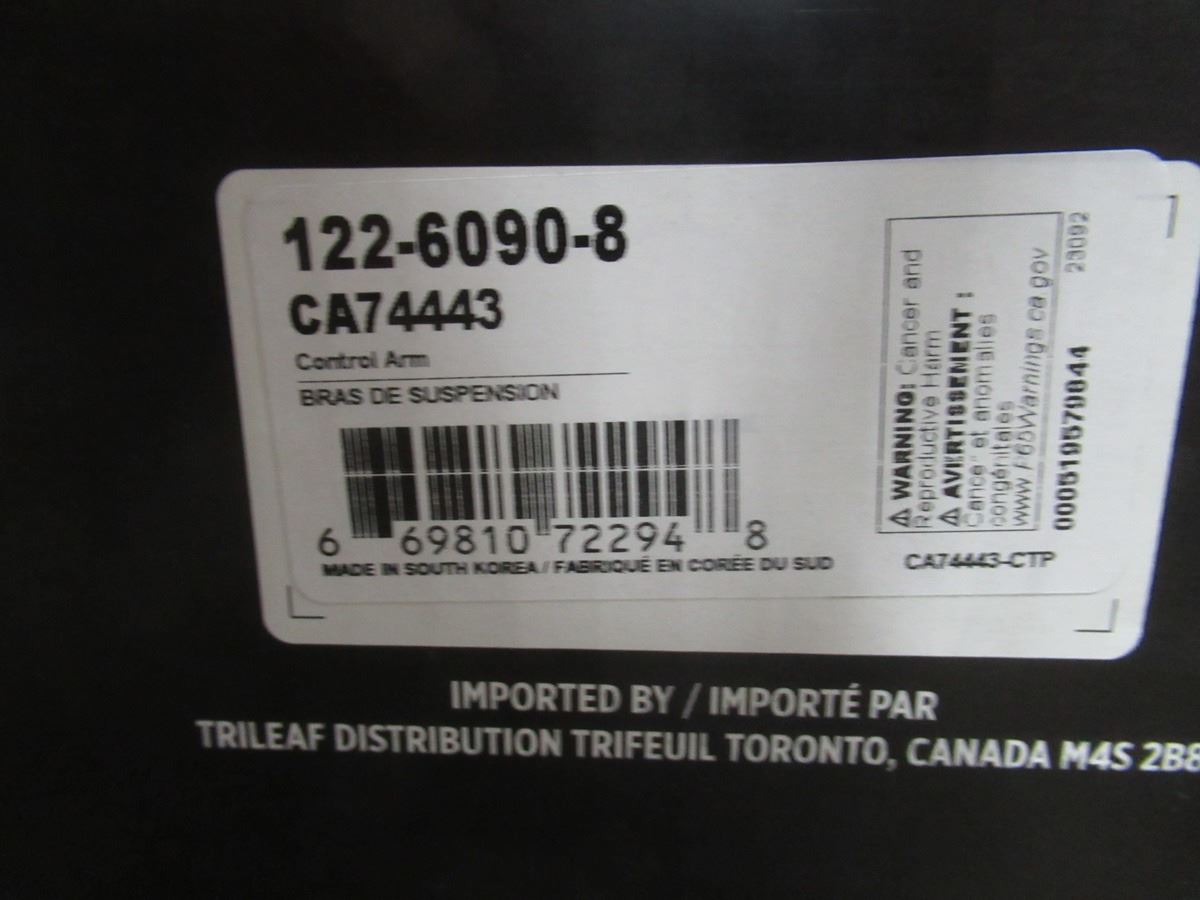 122-6090-8
CA74443
Control Arm
BRAS DE SUSPENSION
6 69810 72294 8
MADE IN SOUTH KOREA / FABRIQUÉ EN CORÉE DU SUD
⚠ WARNING: Cancer and
Reproductive Harm
⚠ AVERTISSEMENT :
Cancer et anomalies
congénitales
www.P65Warnings.ca.gov
000519579844
23092
CA74443-CTP
IMPORTED BY / IMPORTÉ PAR
TRILEAF DISTRIBUTION TRIFEUIL TORONTO, CANADA M4S 2B8